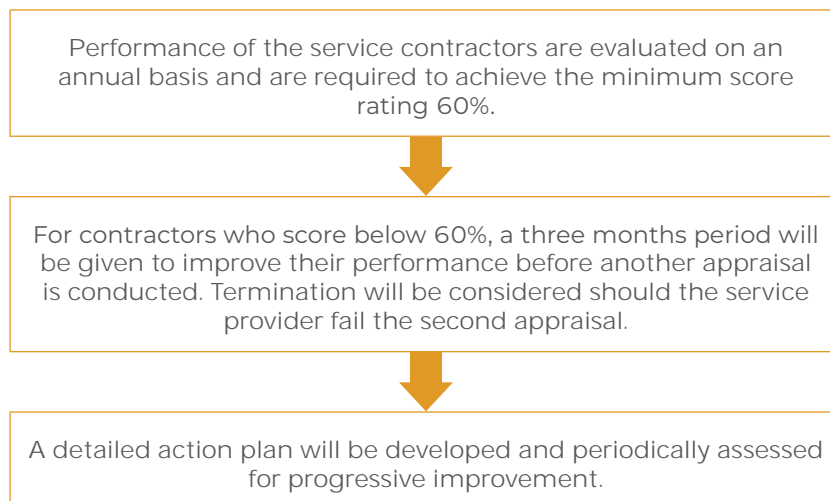 Performance of the service contractors are evaluated on an
annual basis and are required to achieve the minimum score
rating 60%.
For contractors who score below 60%, a three months period will
be given to improve their performance before another appraisal
is conducted. Termination will be considered should the service
provider fail the second appraisal.
A detailed action plan will be developed and periodically assessed
for progressive improvement.